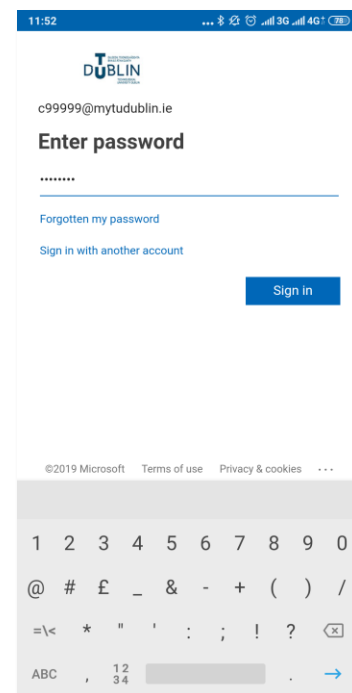 11:52 ... 3G 4G 78
DUBLIN
c99999@mytudublin.ie
Enter password
........
Forgotten my password
Sign in with another account
Sign in
©2019 Microsoft Terms of use Privacy & cookies ...
1 2 3 4 5 6 7 8 9 0
@ # £ _ & - + ( ) /
=\< * " ' : ; ! ?
ABC , 12 34 .